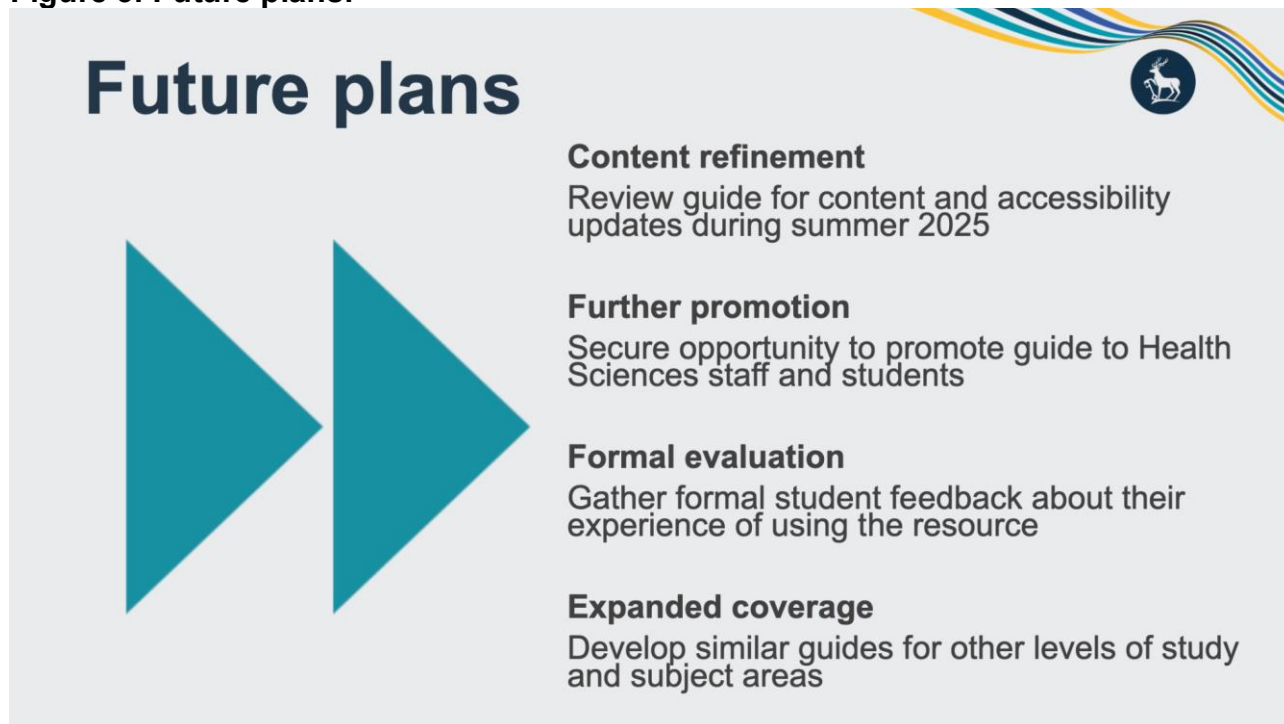 Future plans
Content refinement
Review guide for content and accessibility
updates during summer 2025
Further promotion
Secure opportunity to promote guide to Health
Sciences staff and students
Formal evaluation
Gather formal student feedback about their
experience of using the resource
Expanded coverage
Develop similar guides for other levels of study
and subject areas